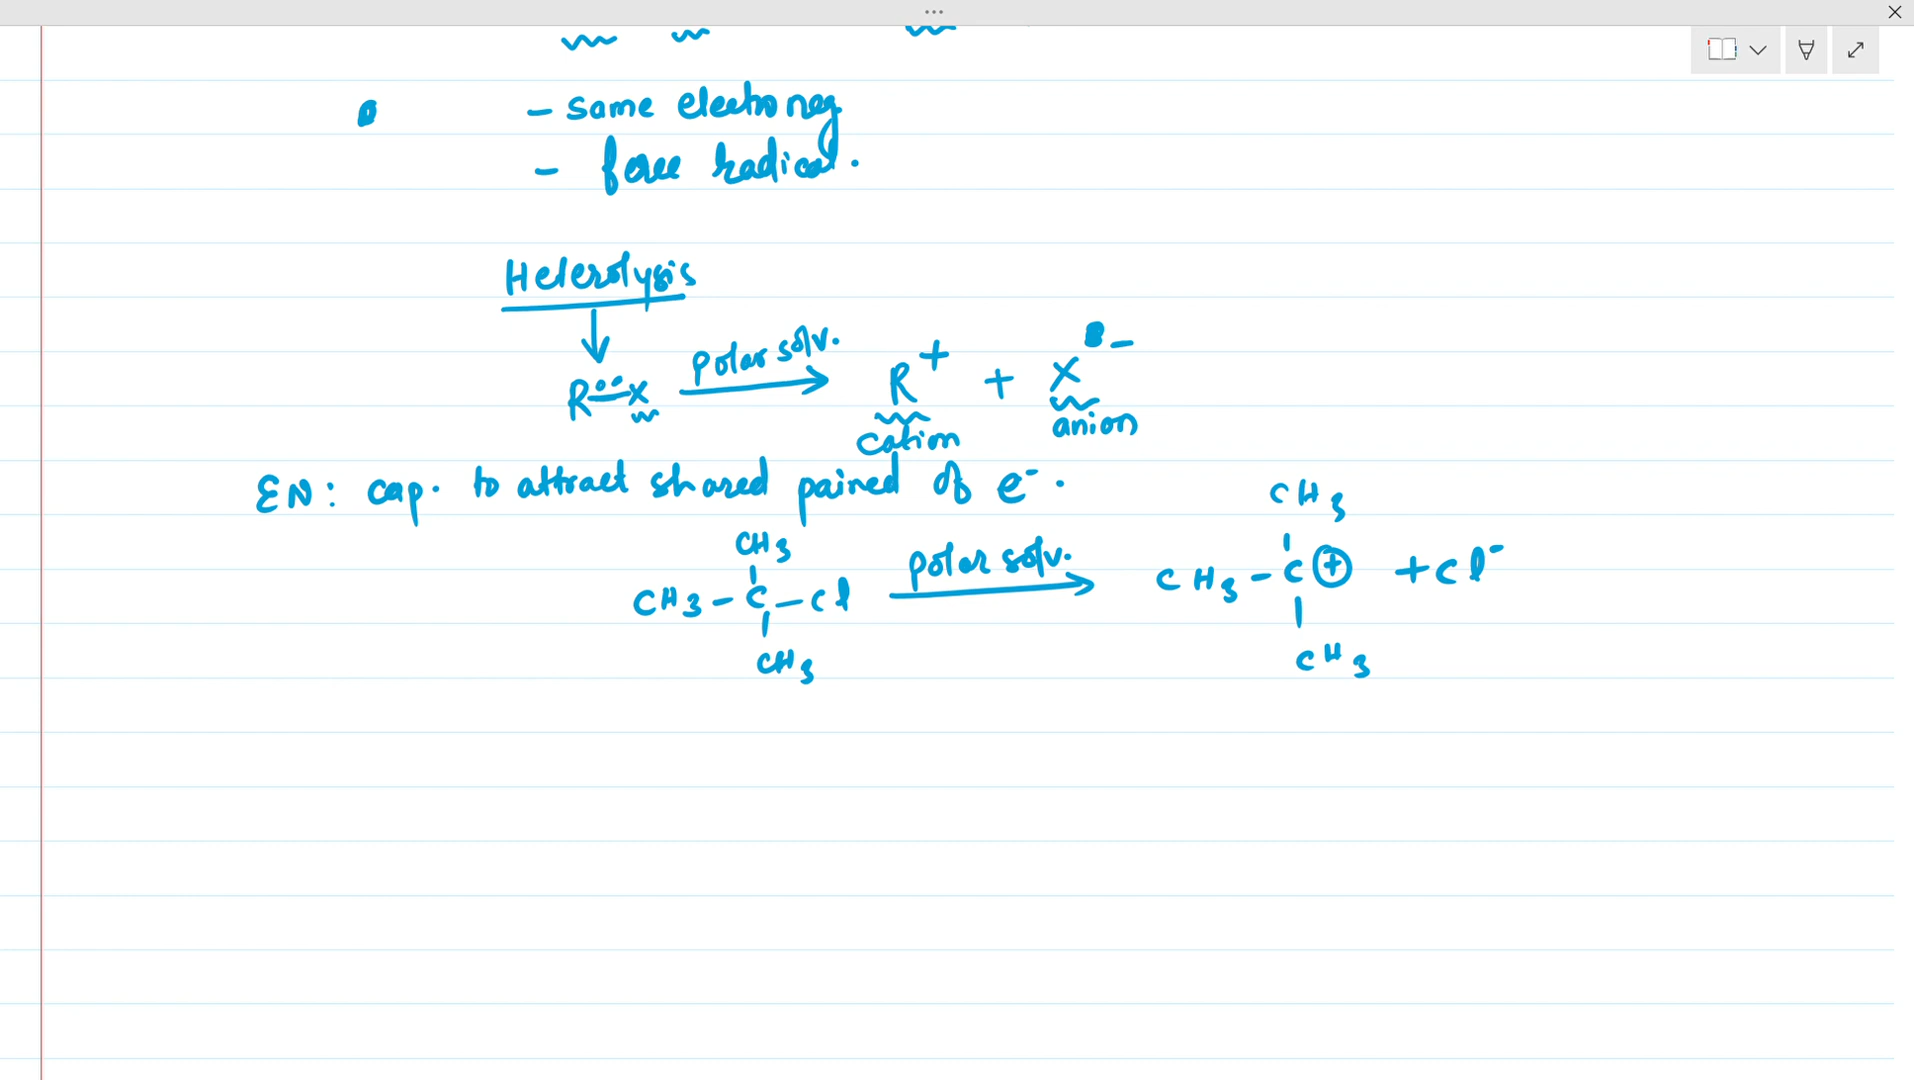 - same electroneg
- free radical.
Heterolysis
R–X polar solv. R+ + X-
cation anion
EN: cap. to attract shared paired of e-.
CH3 CH3
CH3-C-Cl polar solv. CH3-C+ + Cl-
CH3 CH3